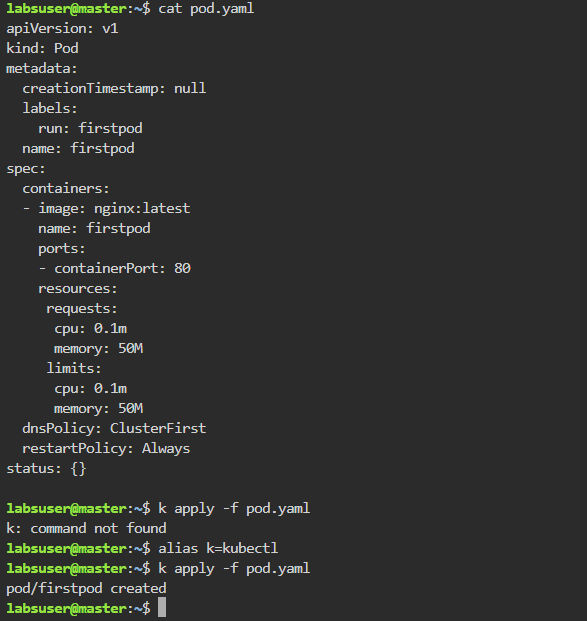 labsuser@master:~$ cat pod.yaml
apiVersion: v1
kind: Pod
metadata:
  creationTimestamp: null
  labels:
    run: firstpod
  name: firstpod
spec:
  containers:
  - image: nginx:latest
    name: firstpod
    ports:
    - containerPort: 80
    resources:
     requests:
      cpu: 0.1m
      memory: 50M
     limits:
      cpu: 0.1m
      memory: 50M
  dnsPolicy: ClusterFirst
  restartPolicy: Always
status: {}

labsuser@master:~$ k apply -f pod.yaml
k: command not found
labsuser@master:~$ alias k=kubectl
labsuser@master:~$ k apply -f pod.yaml
pod/firstpod created
labsuser@master:~$